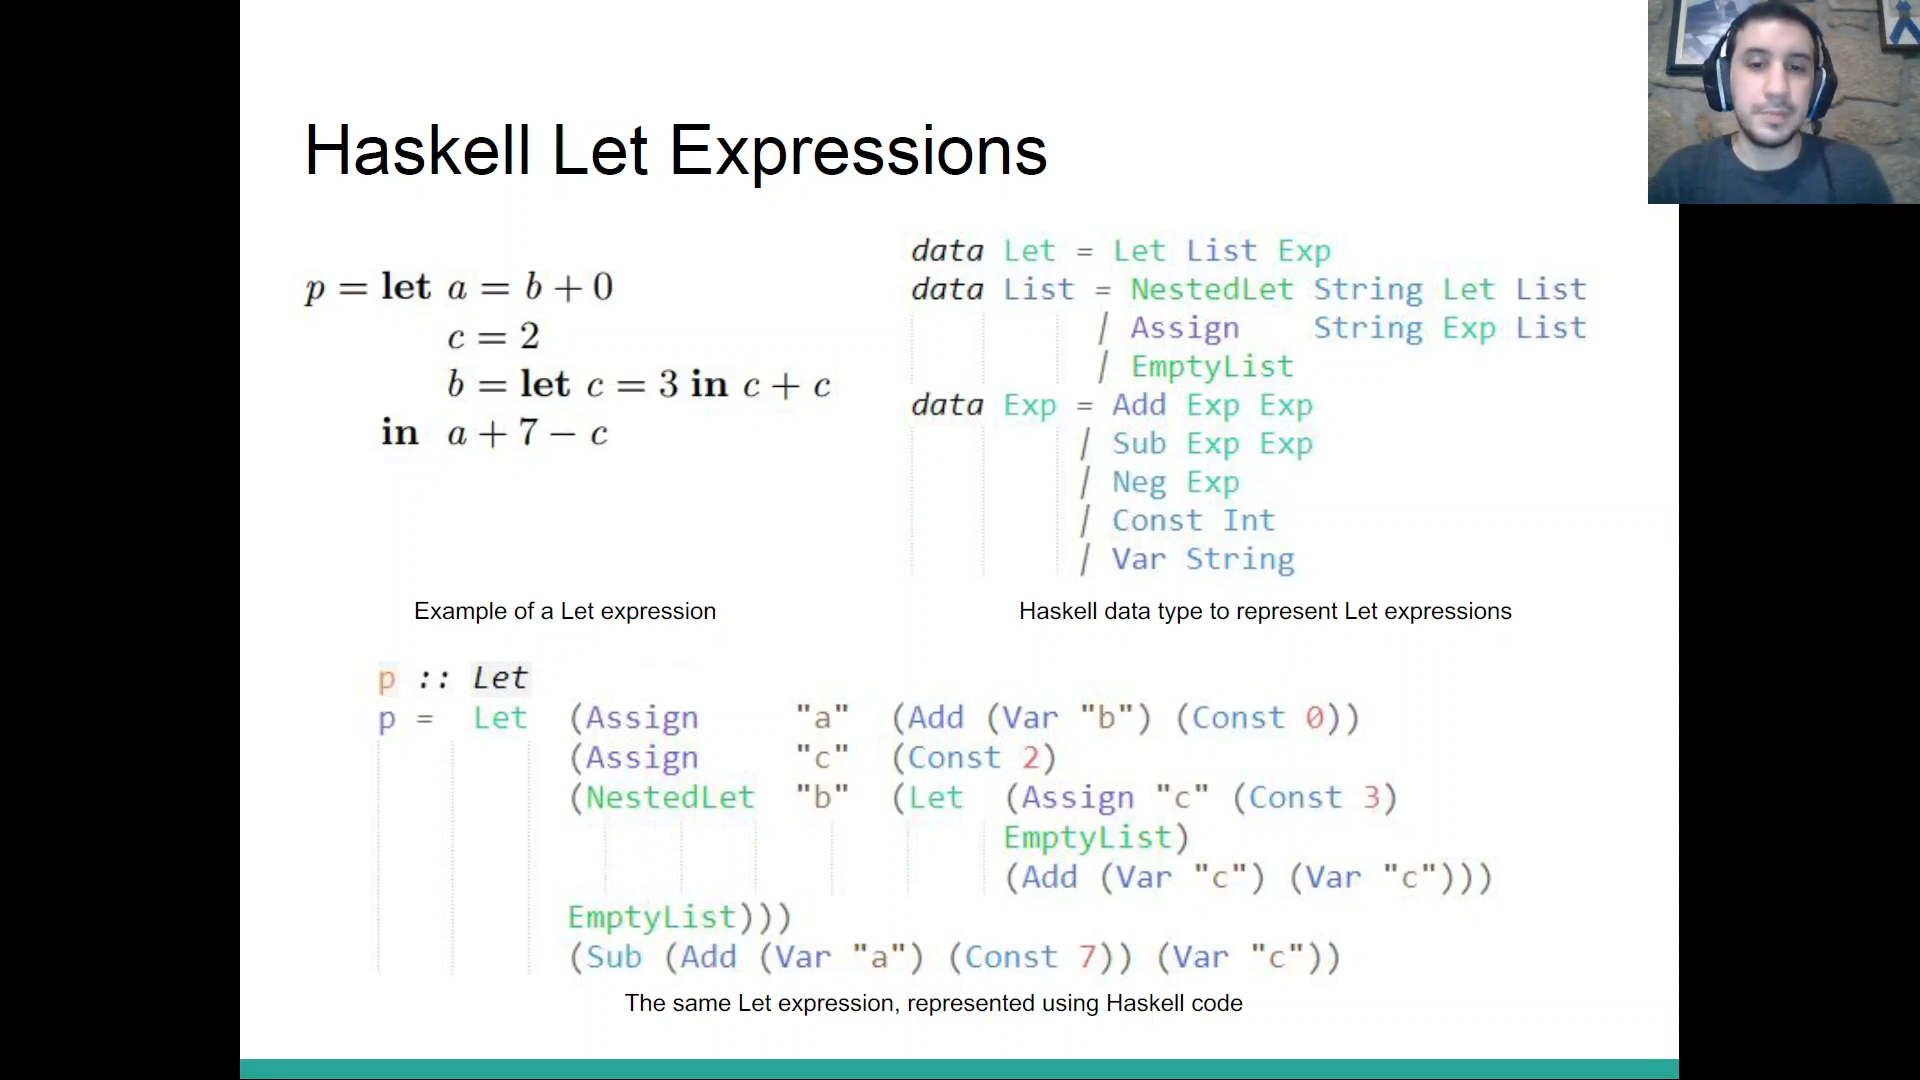 Haskell Let Expressions
p = let a = b + 0
c = 2
b = let c = 3 in c + c
in a + 7 − c
Example of a Let expression
data Let = Let List Exp
data List = NestedLet String Let List
| Assign String Exp List
| EmptyList
data Exp = Add Exp Exp
| Sub Exp Exp
| Neg Exp
| Const Int
| Var String
Haskell data type to represent Let expressions
p :: Let
p = Let (Assign "a" (Add (Var "b") (Const 0))
(Assign "c" (Const 2)
(NestedLet "b" (Let (Assign "c" (Const 3)
EmptyList)
(Add (Var "c") (Var "c")))
EmptyList)))
(Sub (Add (Var "a") (Const 7)) (Var "c"))
The same Let expression, represented using Haskell code